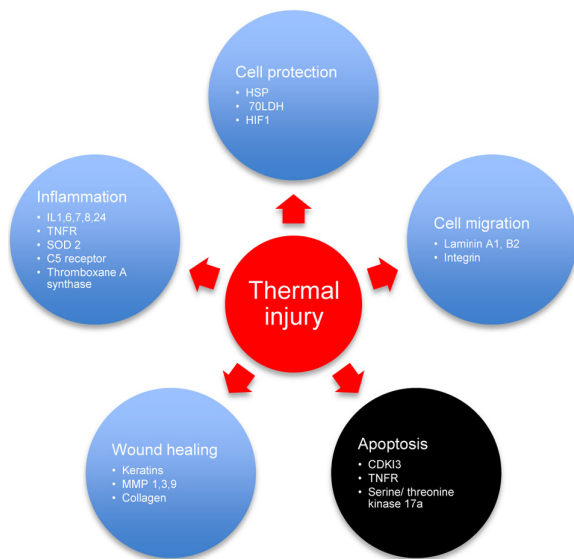 Cell protection
• HSP
• 70LDH
• HIF1
Inflammation
• IL1,6,7,8,24
• TNFR
• SOD 2
• C5 receptor
• Thromboxane A
synthase
Cell migration
• Laminin A1, B2
• Integrin
Thermal
injury
Wound healing
• Keratins
• MMP 1,3,9
• Collagen
Apoptosis
• CDKI3
• TNFR
• Serine/ threonine
kinase 17a